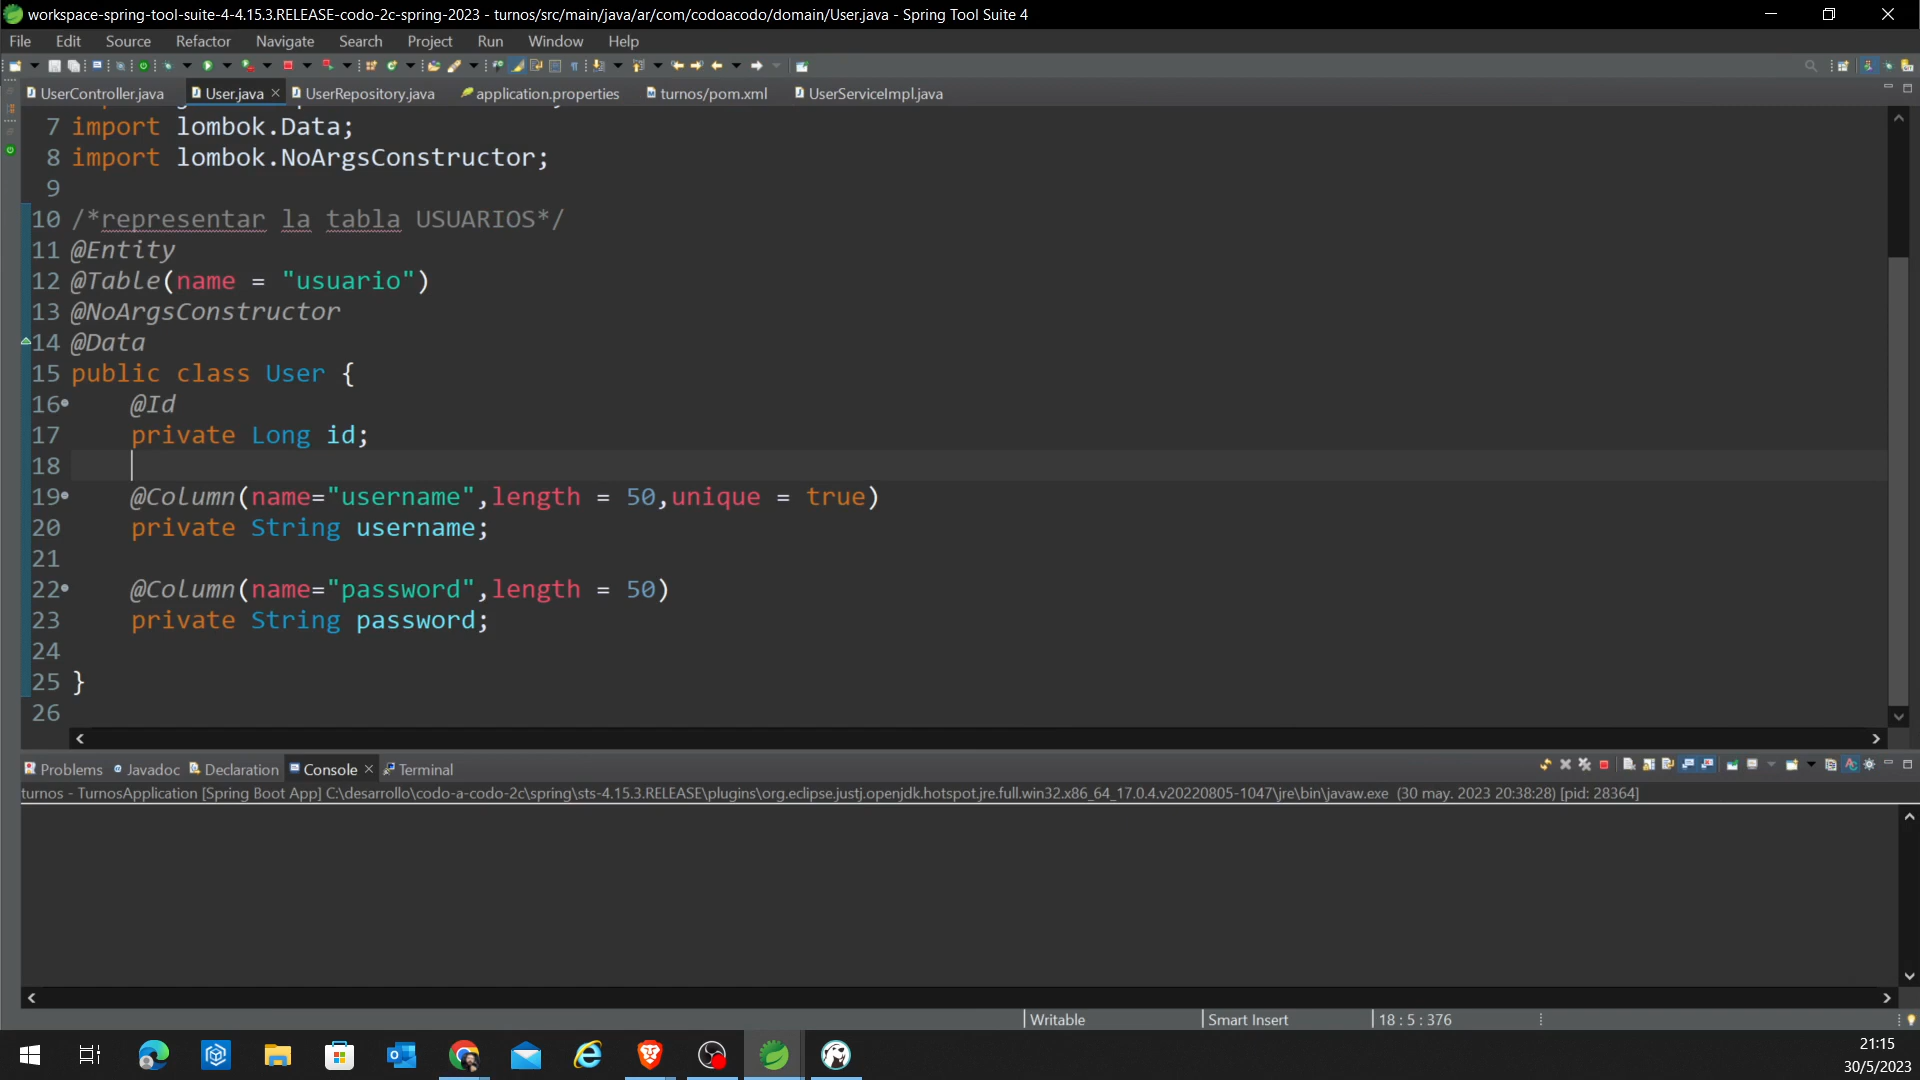 workspace-spring-tool-suite-4-4.15.3.RELEASE-codo-2c-spring-2023 - turnos/src/main/java/ar/com/codoacodo/domain/User.java - Spring Tool Suite 4
File Edit Source Refactor Navigate Search Project Run Window Help
UserController.java User.java UserRepository.java application.properties turnos/pom.xml UserServiceImpl.java
7 import lombok.Data;
8 import lombok.NoArgsConstructor;
9
10 /*representar la tabla USUARIOS*/
11 @Entity
12 @Table(name = "usuario")
13 @NoArgsConstructor
14 @Data
15 public class User {
16 @Id
17 private Long id;
18
19 @Column(name="username",length = 50,unique = true)
20 private String username;
21
22 @Column(name="password",length = 50)
23 private String password;
24
25 }
26
Problems Javadoc Declaration Console Terminal
turnos - TurnosApplication [Spring Boot App] C:\desarrollo\codo-a-codo-2c\spring\sts-4.15.3.RELEASE\plugins\org.eclipse.justj.openjdk.hotspot.jre.full.win32.x86_64_17.0.4.v20220805-1047\jre\bin\javaw.exe (30 may. 2023 20:38:28) [pid: 28364]
Writable Smart Insert 18 : 5 : 376
21:15
30/5/2023